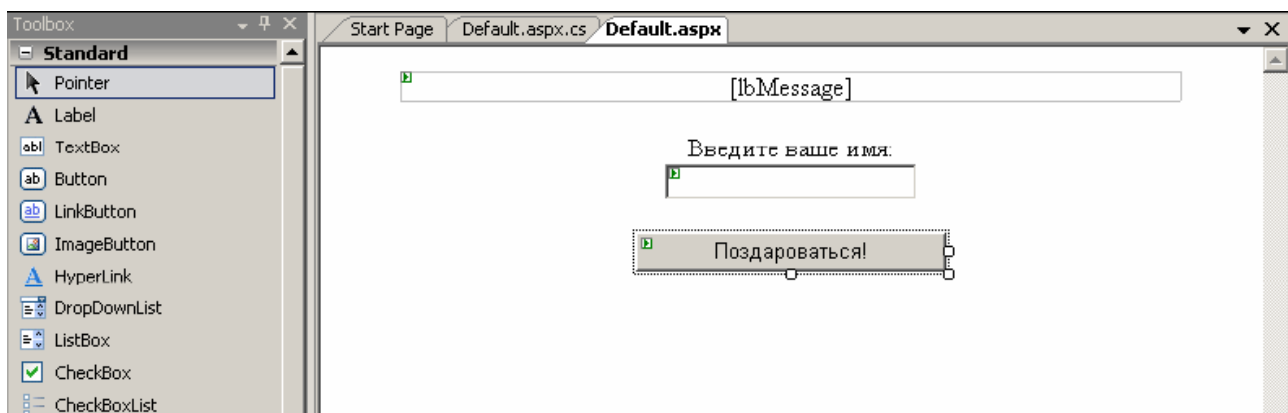 Toolbox
Start Page Default.aspx.cs Default.aspx
Standard
Pointer
Label
TextBox
Button
LinkButton
ImageButton
HyperLink
DropDownList
ListBox
CheckBox
CheckBoxList
[lbMessage]
Введите ваше имя:
Поздароваться!